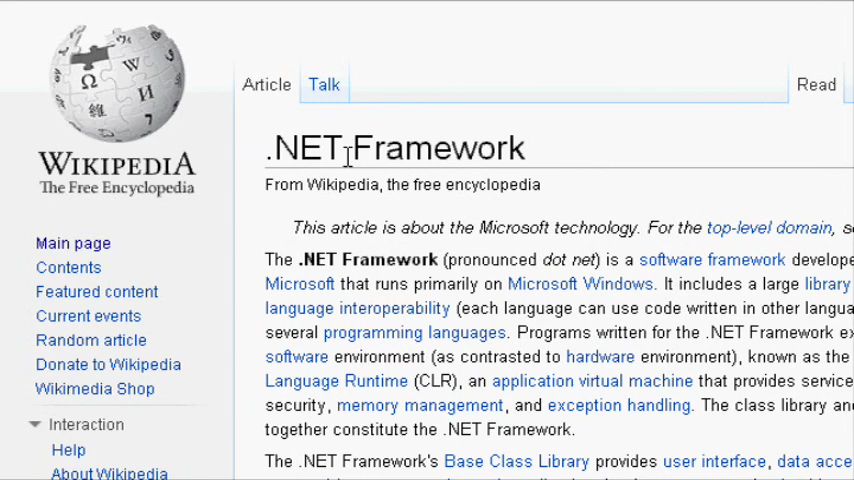 WIKIPEDIA
The Free Encyclopedia
Main page
Contents
Featured content
Current events
Random article
Donate to Wikipedia
Wikimedia Shop
Interaction
Help
About Wikipedia
Article Talk Read
.NET Framework
From Wikipedia, the free encyclopedia
This article is about the Microsoft technology. For the top-level domain,
The .NET Framework (pronounced dot net) is a software framework develope
Microsoft that runs primarily on Microsoft Windows. It includes a large library
language interoperability (each language can use code written in other langua
several programming languages. Programs written for the .NET Framework ex
software environment (as contrasted to hardware environment), known as the
Language Runtime (CLR), an application virtual machine that provides service
security, memory management, and exception handling. The class library and
together constitute the .NET Framework.
The .NET Framework's Base Class Library provides user interface, data acce